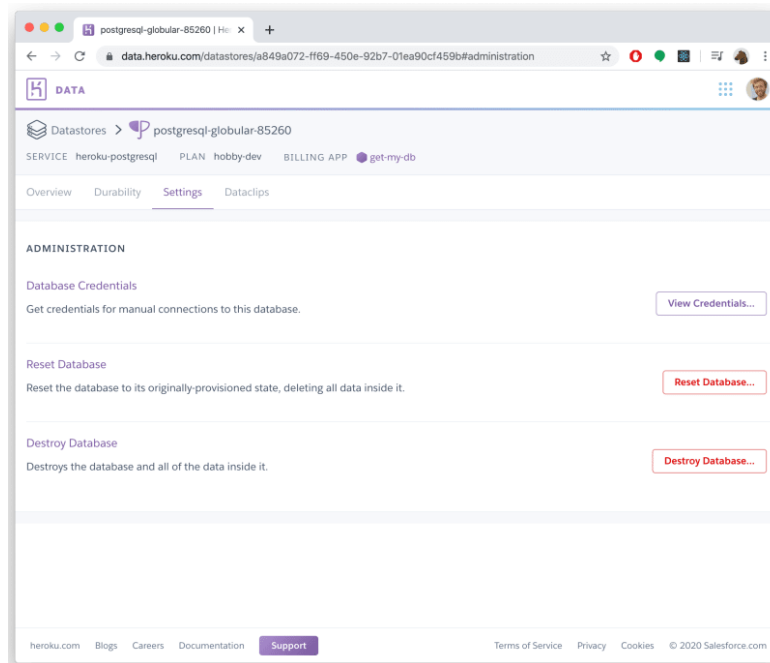 postgresql-globular-85260 | He
data.heroku.com/datastores/a849a072-ff69-450e-92b7-01ea90cf459b#administration
DATA
Datastores > postgresql-globular-85260
SERVICE heroku-postgresql PLAN hobby-dev BILLING APP get-my-db
Overview Durability Settings Dataclips
ADMINISTRATION
Database Credentials
Get credentials for manual connections to this database.
View Credentials...
Reset Database
Reset the database to its originally-provisioned state, deleting all data inside it.
Reset Database...
Destroy Database
Destroys the database and all of the data inside it.
Destroy Database...
heroku.com Blogs Careers Documentation Support Terms of Service Privacy Cookies © 2020 Salesforce.com